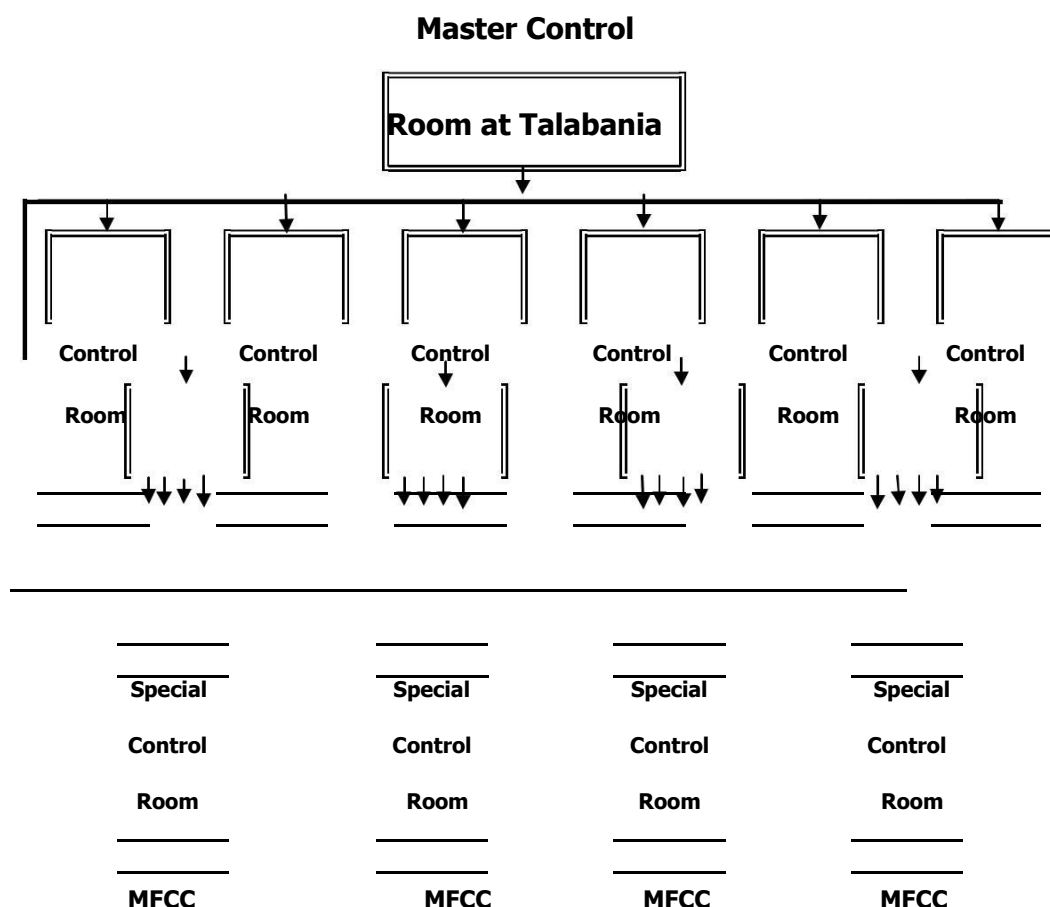 Master Control
Room at Talabania
Control Control Control Control Control Control
Room Room Room Room Room Room
Special Special Special Special
Control Control Control Control
Room Room Room Room
MFCC MFCC MFCC MFCC